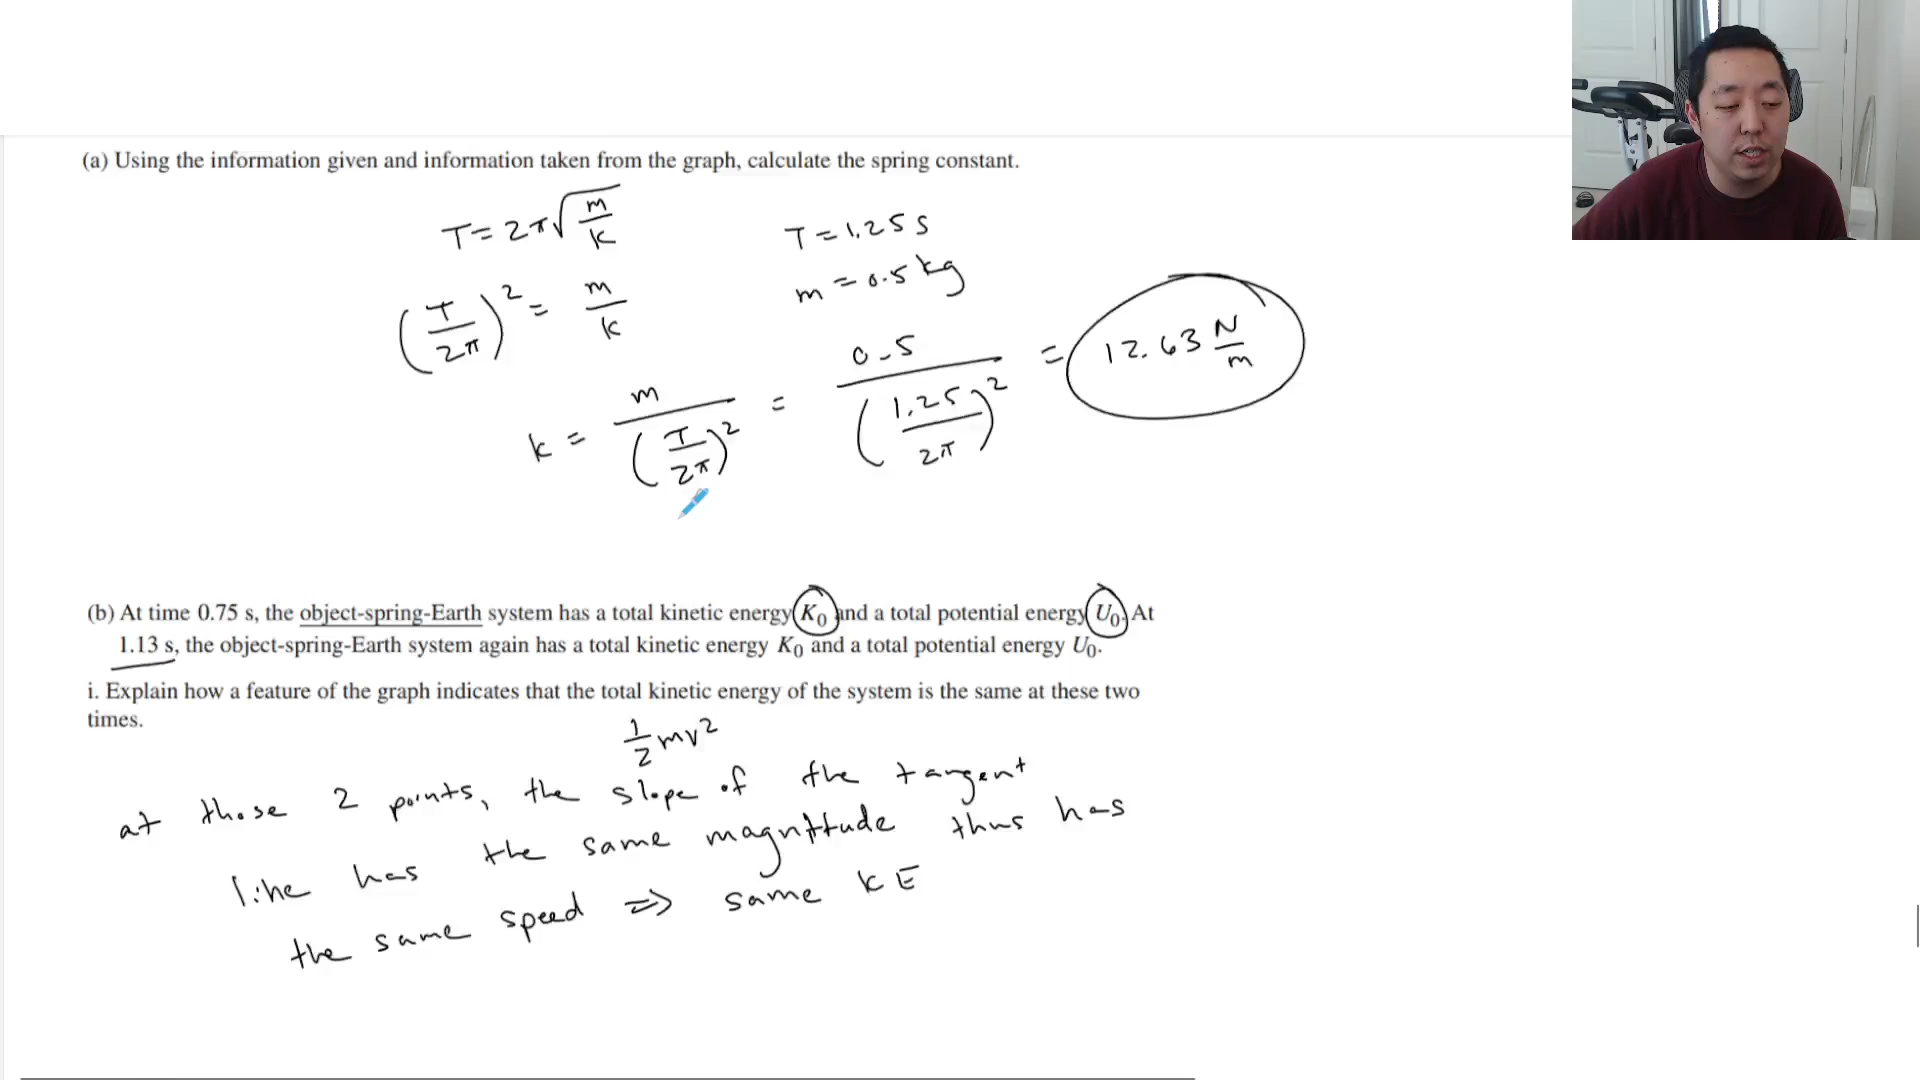 (a) Using the information given and information taken from the graph, calculate the spring constant.
T = 2π√(m/k)
T = 1.25 s
m = 0.5 kg
(T/2π)² = m/k
k = m/(T/2π)² = 0.5/(1.25/2π)² = 12.63 N/m
(b) At time 0.75 s, the object-spring-Earth system has a total kinetic energy K₀ and a total potential energy U₀. At
1.13 s, the object-spring-Earth system again has a total kinetic energy K₀ and a total potential energy U₀.
i. Explain how a feature of the graph indicates that the total kinetic energy of the system is the same at these two
times.
1/2 mv²
at those 2 points, the slope of the tangent
line has the same magnitude thus has
the same speed ⇒ same KE